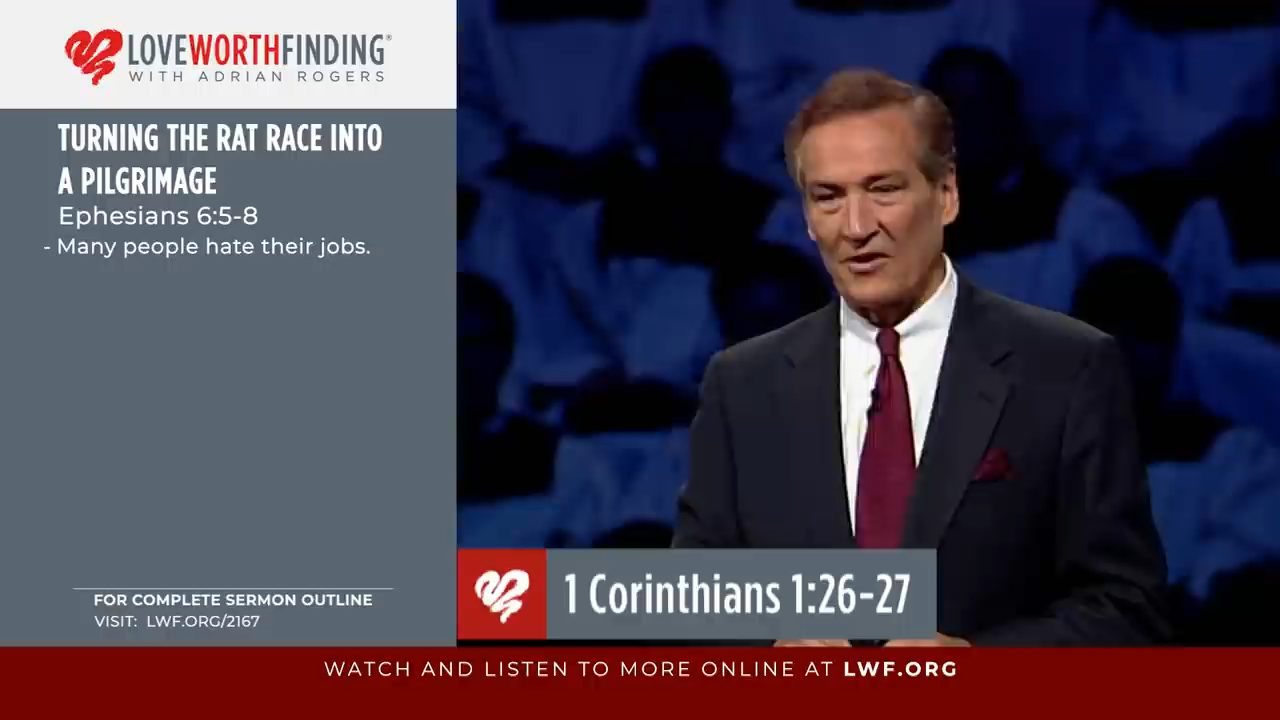 LOVEWORTHFINDING®
WITH ADRIAN ROGERS
TURNING THE RAT RACE INTO
A PILGRIMAGE
Ephesians 6:5-8
- Many people hate their jobs.
FOR COMPLETE SERMON OUTLINE
VISIT: LWF.ORG/2167
1 Corinthians 1:26-27
WATCH AND LISTEN TO MORE ONLINE AT LWF.ORG